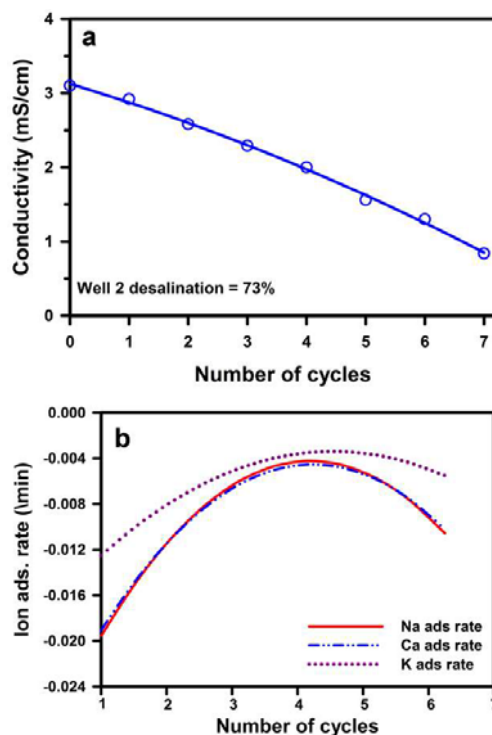 a
4
3
2
1
0
Conductivity (mS/cm)
Well 2 desalination = 73%
0 1 2 3 4 5 6 7
Number of cycles
b
0.000
-0.004
-0.008
-0.012
-0.016
-0.020
-0.024
Ion ads. rate (\min)
Na ads rate
Ca ads rate
K ads rate
1 2 3 4 5 6 7
Number of cycles